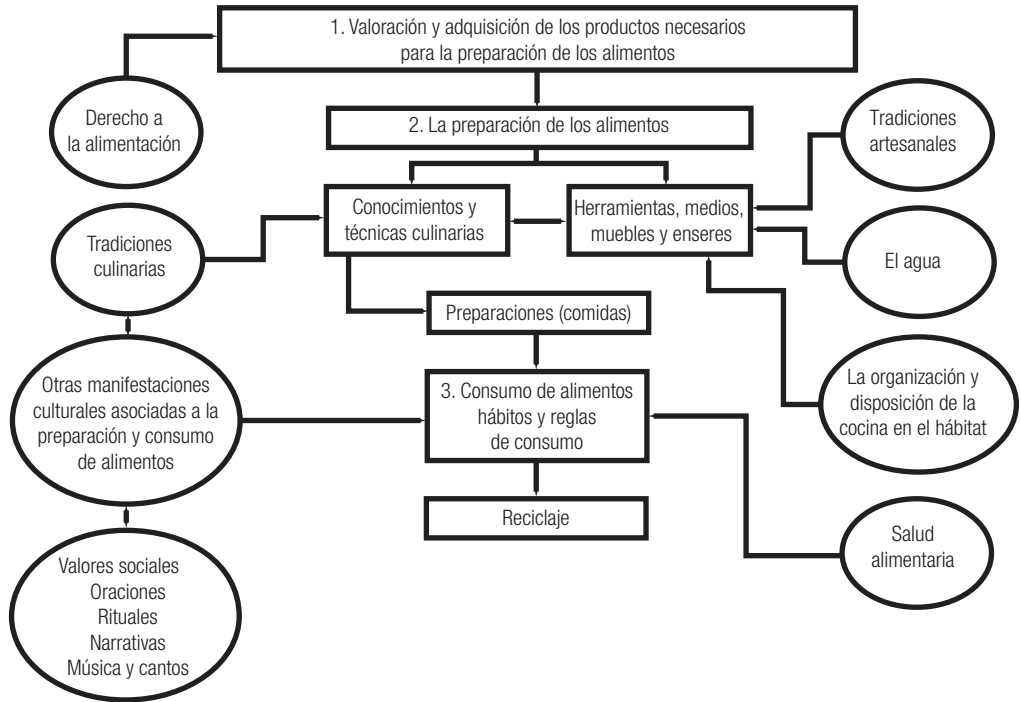 1. Valoración y adquisición de los productos necesarios
para la preparación de los alimentos
Derecho a
la alimentación
2. La preparación de los alimentos
Tradiciones
artesanales
Conocimientos y
técnicas culinarias
Herramientas, medios,
muebles y enseres
Tradiciones
culinarias
El agua
Preparaciones (comidas)
Otras manifestaciones
culturales asociadas a la
preparación y consumo
de alimentos
3. Consumo de alimentos
hábitos y reglas
de consumo
La organización y
disposición de la
cocina en el hábitat
Reciclaje
Salud
alimentaria
Valores sociales
Oraciones
Rituales
Narrativas
Música y cantos